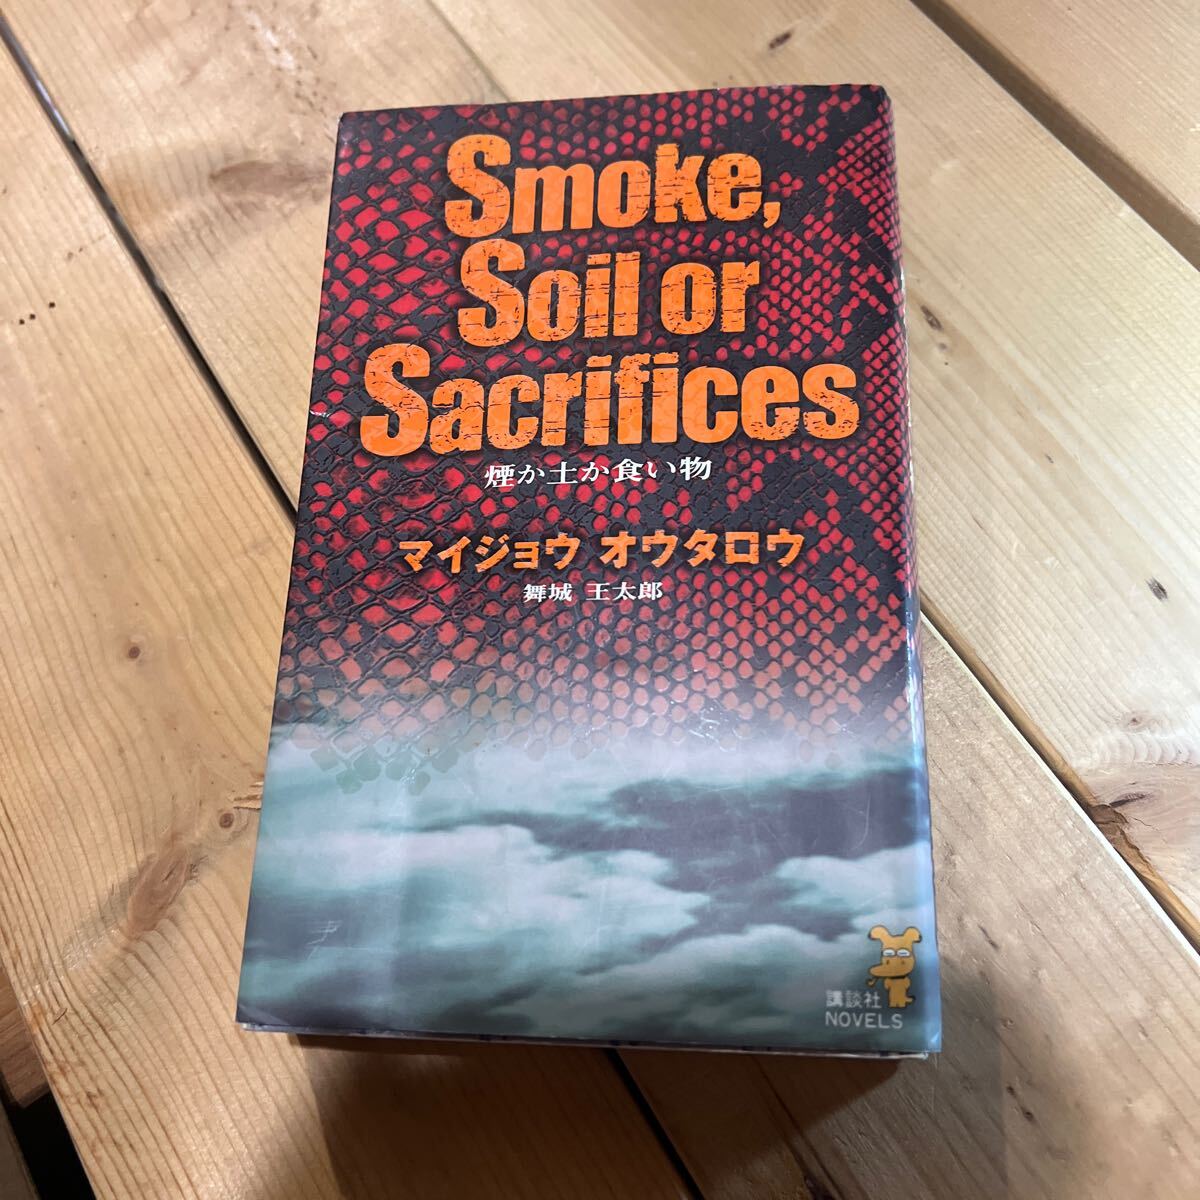 Smoke,
Soil or
Sacrifices
煙か土か食い物
マイジョウ オウタロウ
舞城 王太郎
講談社
NOVELS